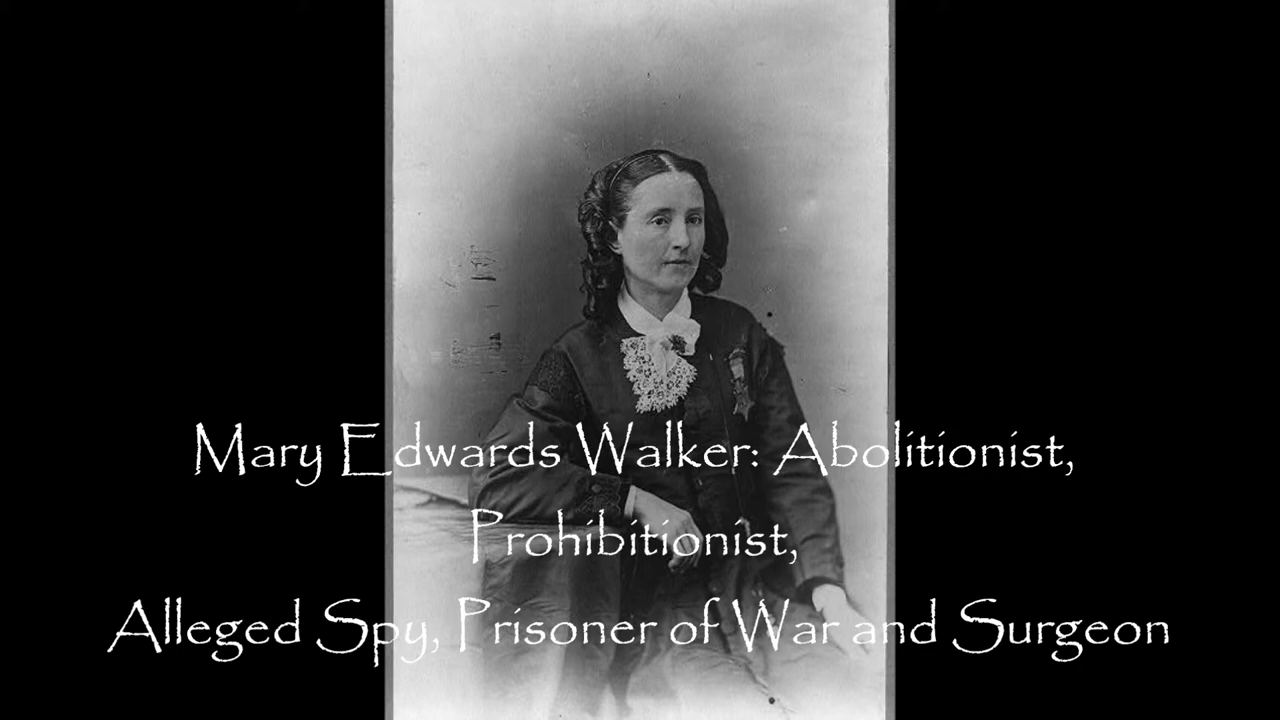 Mary Edwards Walker: Abolitionist,
Prohibitionist,
Alleged Spy, Prisoner of War and Surgeon